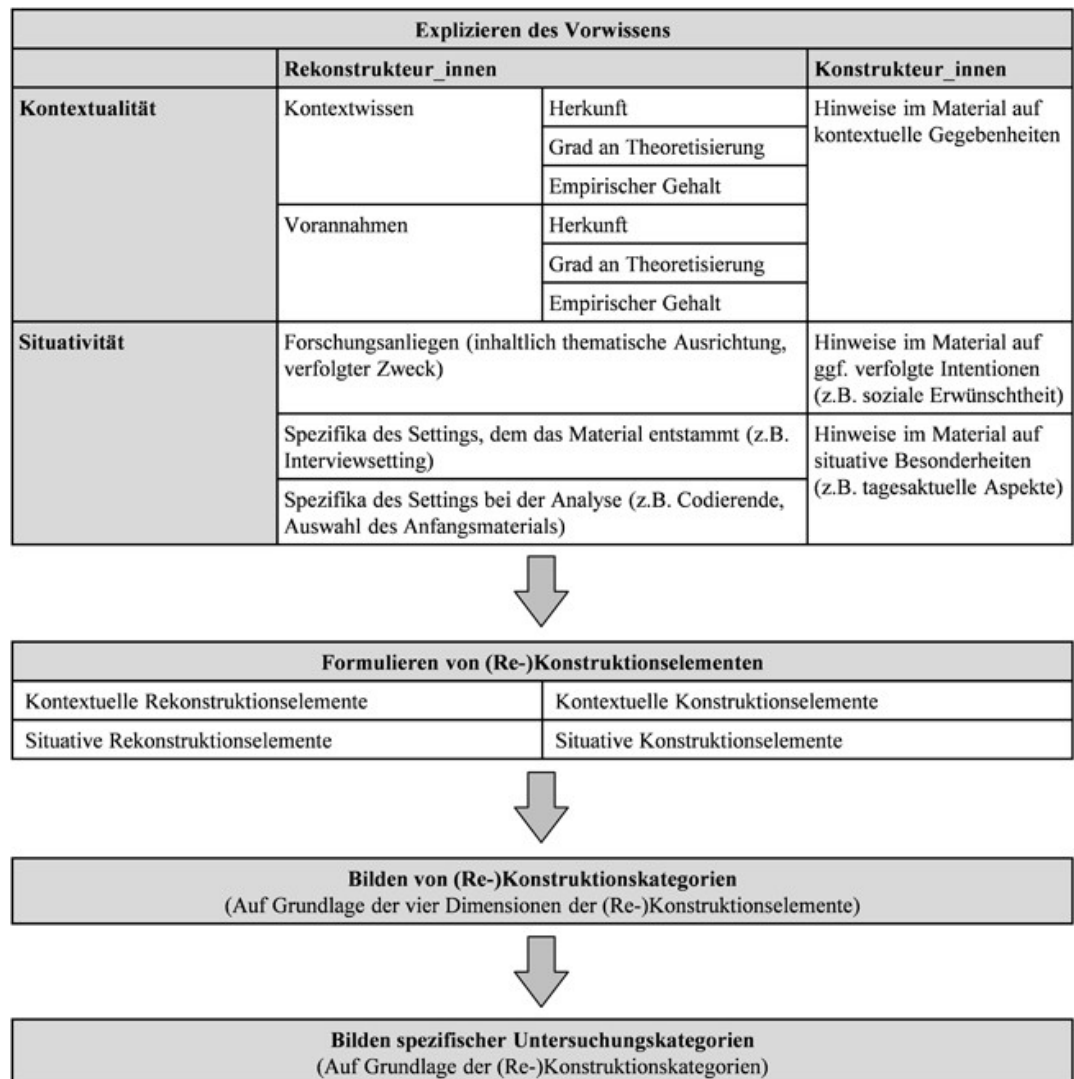 Explizieren des Vorwissens
Rekonstrukteur_innen
Konstrukteur_innen
Kontextualität
Kontextwissen
Herkunft
Grad an Theoretisierung
Empirischer Gehalt
Hinweise im Material auf
kontextuelle Gegebenheiten
Vorannahmen
Herkunft
Grad an Theoretisierung
Empirischer Gehalt
Situativität
Forschungsanliegen (inhaltlich thematische Ausrichtung,
verfolgter Zweck)
Hinweise im Material auf
ggf. verfolgte Intentionen
(z.B. soziale Erwünschtheit)
Spezifika des Settings, dem das Material entstammt (z.B.
Interviewsetting)
Hinweise im Material auf
situative Besonderheiten
(z.B. tagesaktuelle Aspekte)
Spezifika des Settings bei der Analyse (z.B. Codierende,
Auswahl des Anfangsmaterials)
Formulieren von (Re-)Konstruktionselementen
Kontextuelle Rekonstruktionselemente
Kontextuelle Konstruktionselemente
Situative Rekonstruktionselemente
Situative Konstruktionselemente
Bilden von (Re-)Konstruktionskategorien
(Auf Grundlage der vier Dimensionen der (Re-)Konstruktionselemente)
Bilden spezifischer Untersuchungskategorien
(Auf Grundlage der (Re-)Konstruktionskategorien)